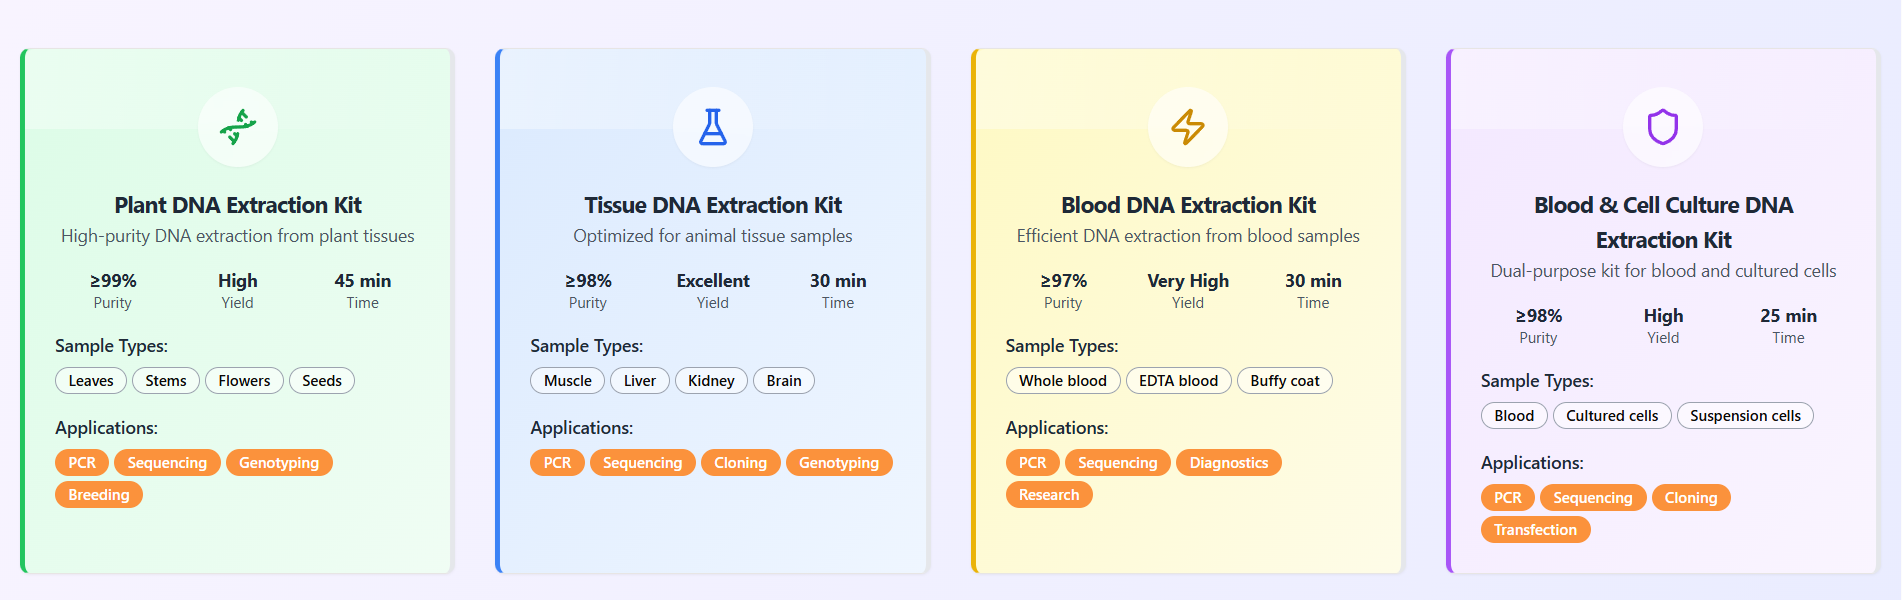 Plant DNA Extraction Kit
High-purity DNA extraction from plant tissues
≥99% High 45 min
Purity Yield Time
Sample Types:
Leaves Stems Flowers Seeds
Applications:
PCR Sequencing Genotyping
Breeding
Tissue DNA Extraction Kit
Optimized for animal tissue samples
≥98% Excellent 30 min
Purity Yield Time
Sample Types:
Muscle Liver Kidney Brain
Applications:
PCR Sequencing Cloning Genotyping
Blood DNA Extraction Kit
Efficient DNA extraction from blood samples
≥97% Very High 30 min
Purity Yield Time
Sample Types:
Whole blood EDTA blood Buffy coat
Applications:
PCR Sequencing Diagnostics
Research
Blood & Cell Culture DNA
Extraction Kit
Dual-purpose kit for blood and cultured cells
≥98% High 25 min
Purity Yield Time
Sample Types:
Blood Cultured cells Suspension cells
Applications:
PCR Sequencing Cloning
Transfection